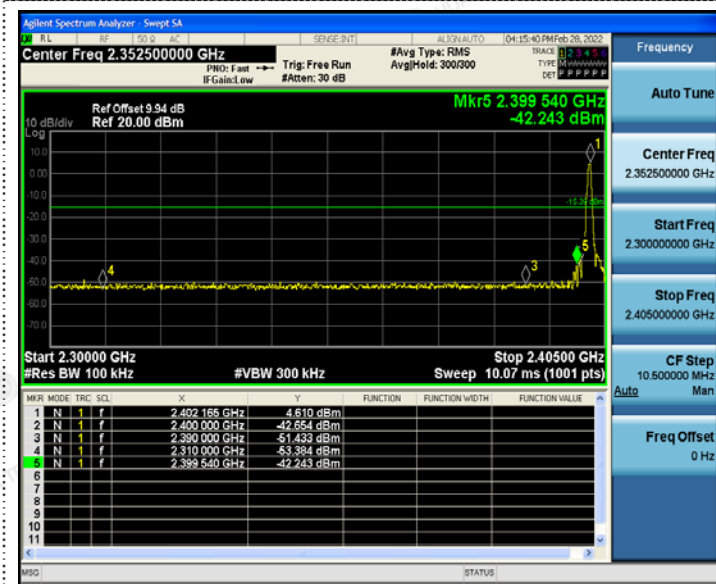 Agilent Spectrum Analyzer - Swept SA
RL RF 50 Ω AC SENSE:INT ALIGNAUTO 04:15:40 PM Feb 28, 2022
Center Freq 2.352500000 GHz
PNO: Fast
IFGain:Low
Trig: Free Run
#Atten: 30 dB
#Avg Type: RMS
Avg|Hold: 300/300
TRACE 1 2 3 4 5 6
TYPE M
DET P P P P P P
Mkr5 2.399 540 GHz
-42.243 dBm
Ref Offset 9.94 dB
Ref 20.00 dBm
10 dB/div
Log
10.0
0.00
-10.0
-20.0
-30.0
-40.0
-50.0
-60.0
-70.0
1
4
3
5
Start 2.30000 GHz Stop 2.40500 GHz
#Res BW 100 kHz #VBW 300 kHz Sweep 10.07 ms (1001 pts)
MKR MODE TRC SCL X Y FUNCTION FUNCTION WIDTH FUNCTION VALUE
1 N 1 f 2.402 165 GHz 4.610 dBm
2 N 1 f 2.400 000 GHz -42.654 dBm
3 N 1 f 2.390 000 GHz -51.433 dBm
4 N 1 f 2.310 000 GHz -53.384 dBm
5 N 1 f 2.399 540 GHz -42.243 dBm
6
7
8
9
10
11
MSG STATUS
Frequency
Auto Tune
Center Freq
2.352500000 GHz
Start Freq
2.300000000 GHz
Stop Freq
2.405000000 GHz
CF Step
10.500000 MHz
Auto Man
Freq Offset
0 Hz